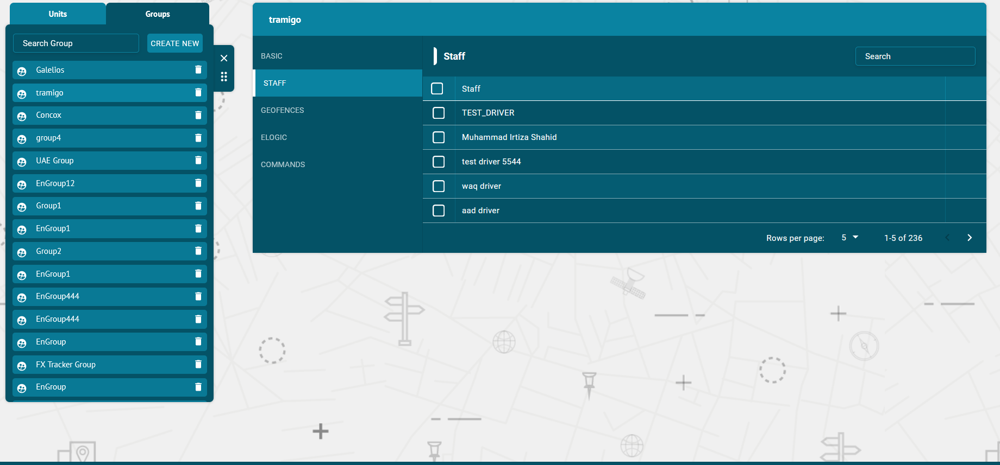 Units
Groups
Search Group
CREATE NEW
Galelios
tramigo
Concox
group4
UAE Group
EnGroup12
Group1
EnGroup1
Group2
EnGroup1
EnGroup444
EnGroup444
EnGroup
FX Tracker Group
EnGroup
tramigo
BASIC
STAFF
GEOFENCES
ELOGIC
COMMANDS
Staff
Search
Staff
TEST_DRIVER
Muhammad Irtiza Shahid
test driver 5544
waq driver
aad driver
Rows per page: 5 1-5 of 236